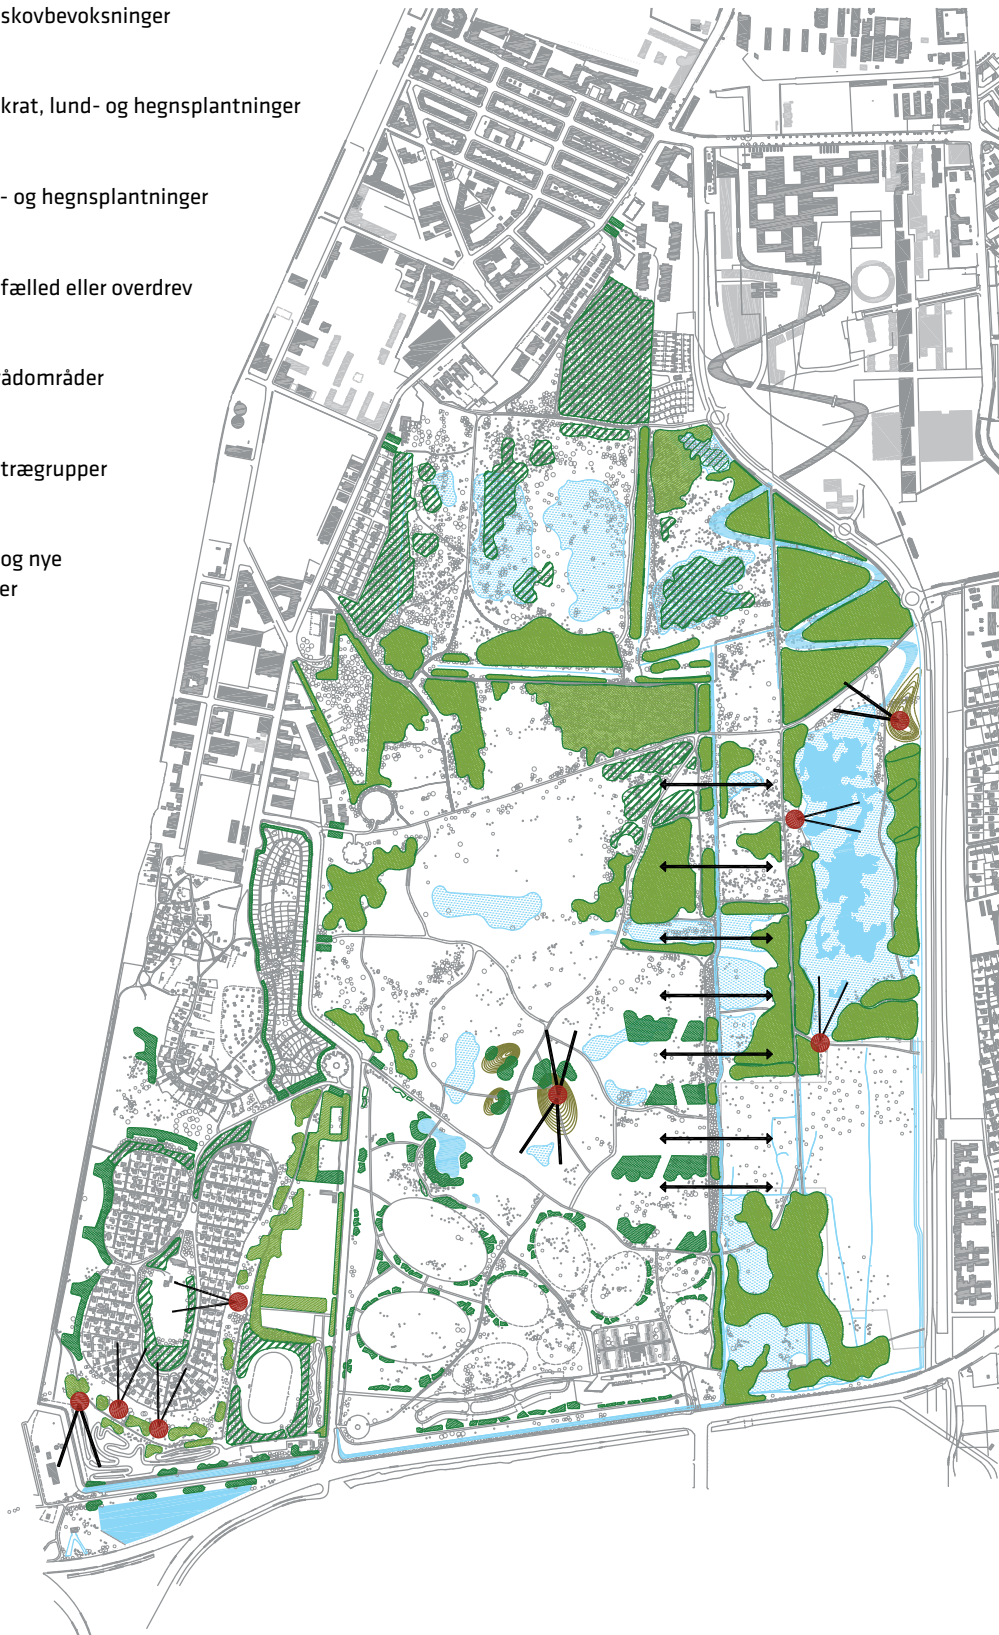 skovbevoksninger
krat, lund- og hegnsplantninger
- og hegnsplantninger
fælled eller overdrev
ådområder
trægrupper
og nye
er